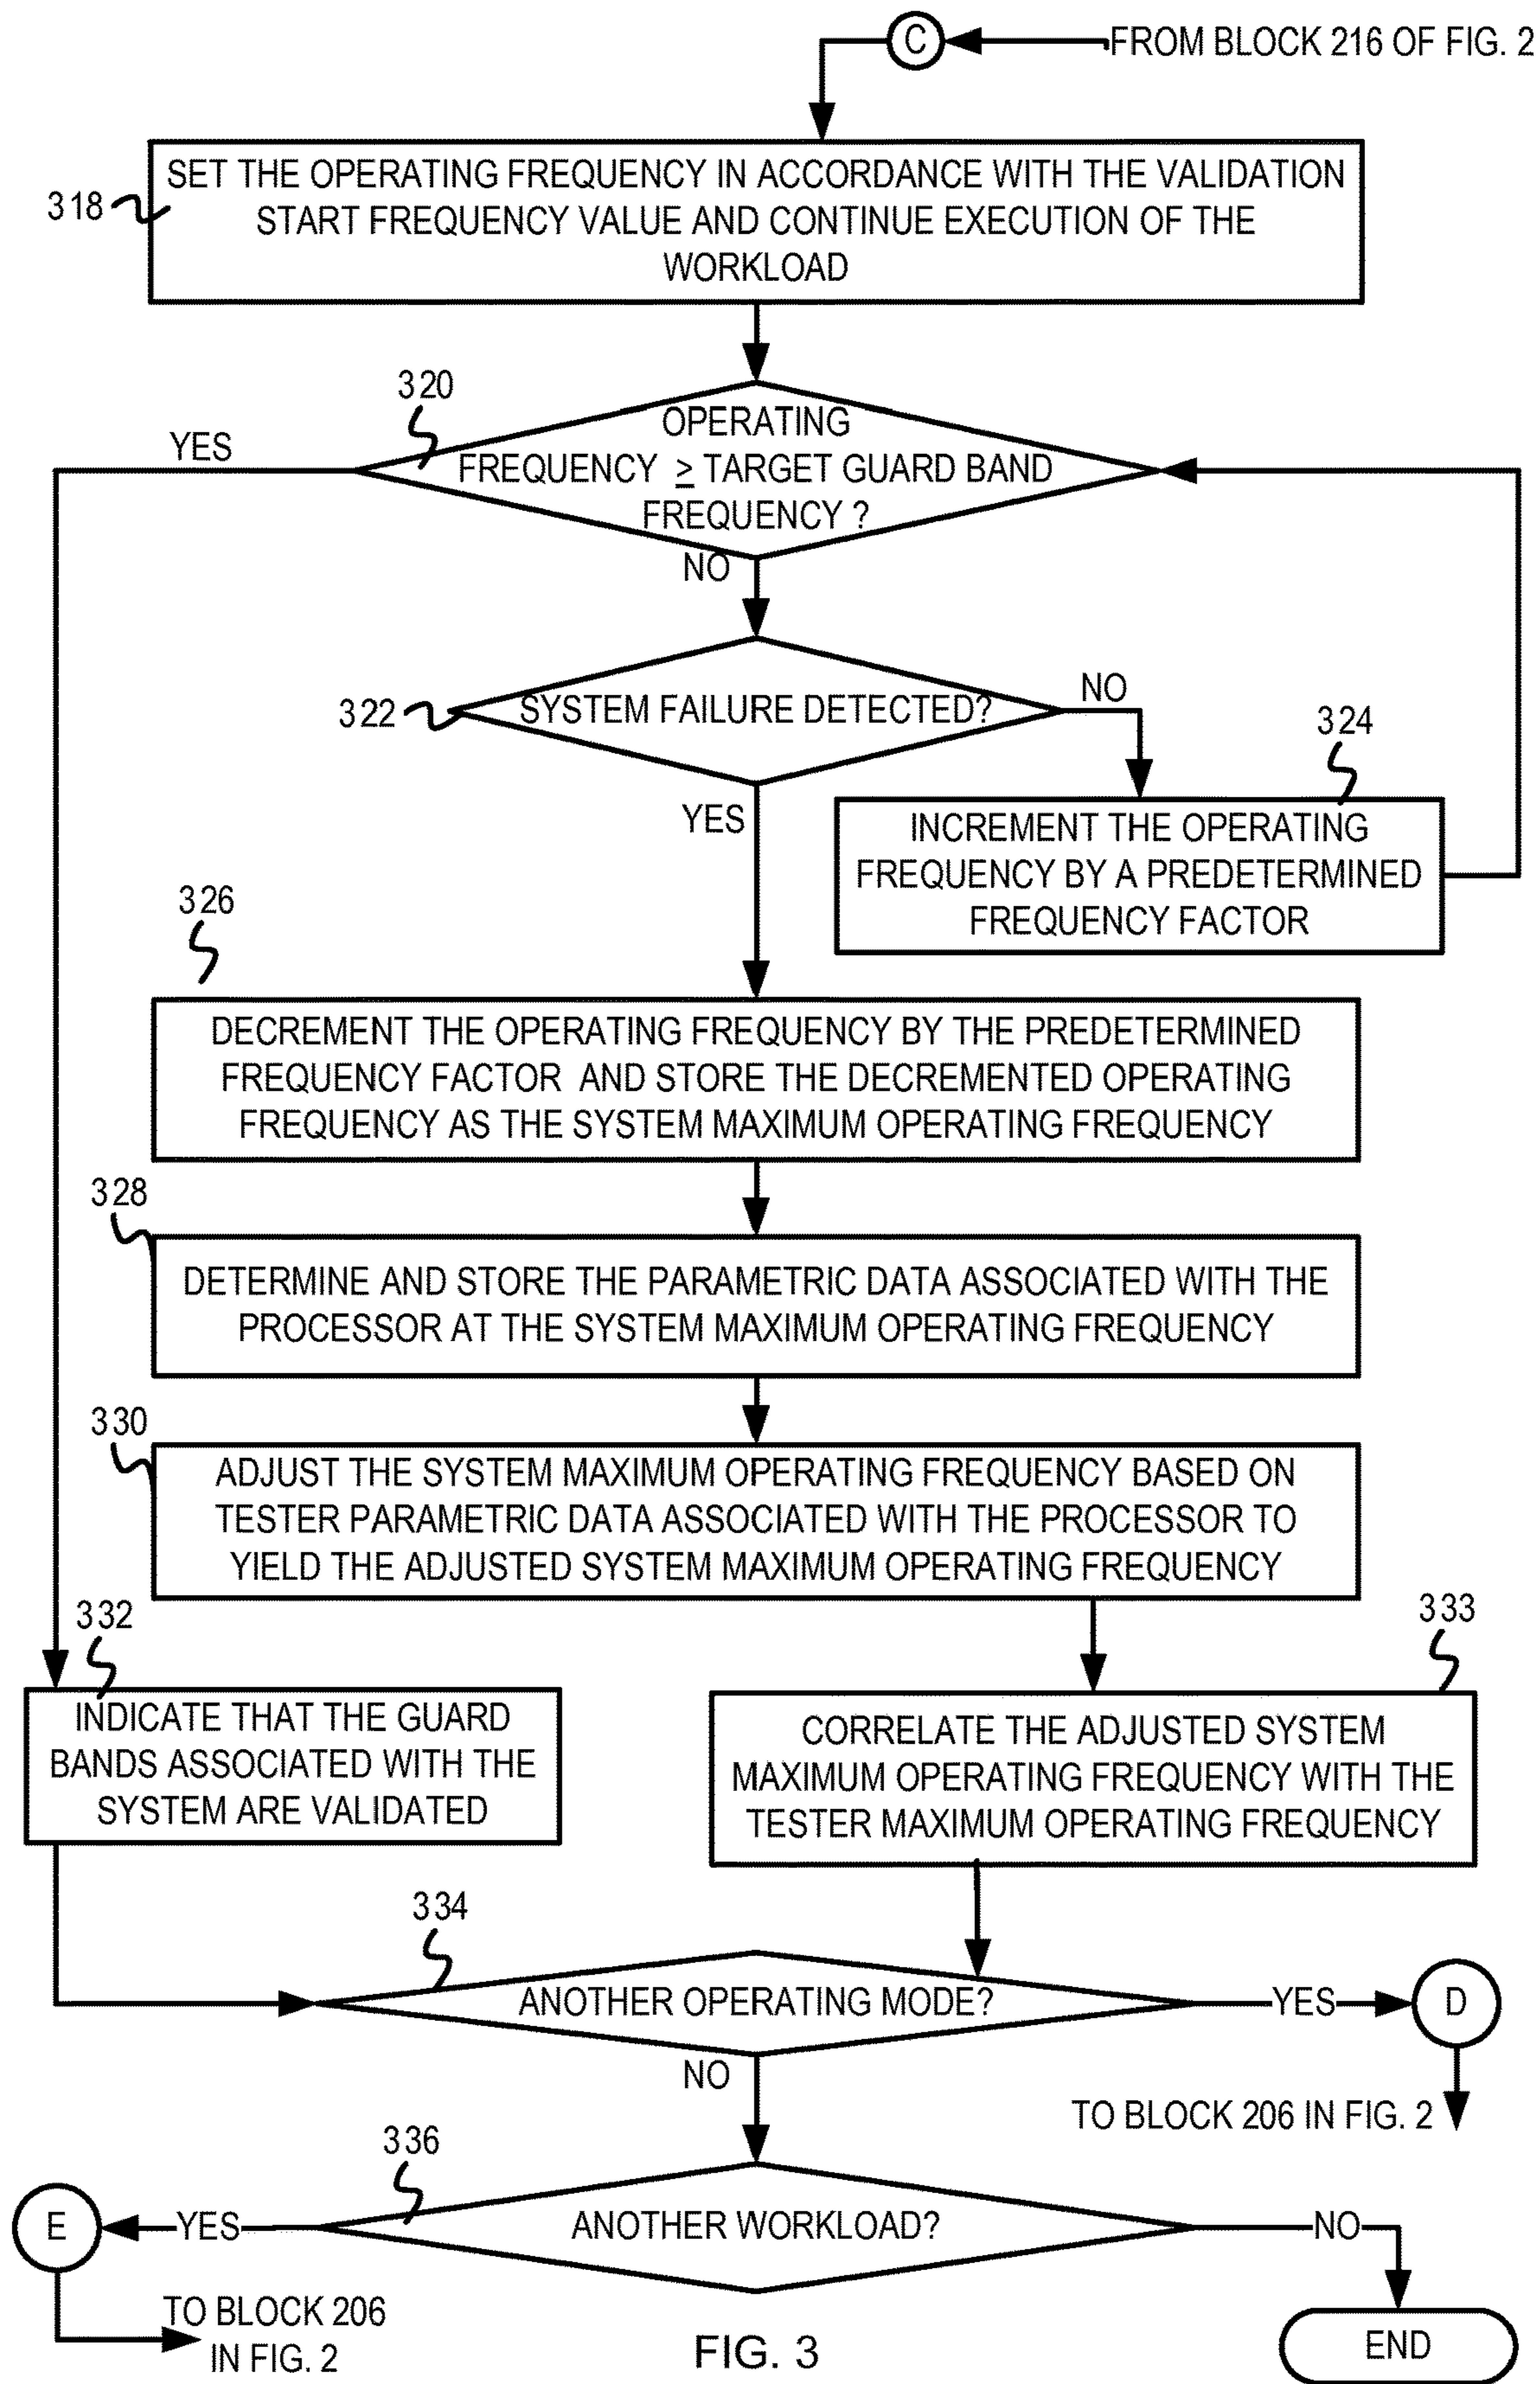 C
FROM BLOCK 216 OF FIG. 2
318
SET THE OPERATING FREQUENCY IN ACCORDANCE WITH THE VALIDATION
START FREQUENCY VALUE AND CONTINUE EXECUTION OF THE
WORKLOAD
320
YES
OPERATING
FREQUENCY ≥ TARGET GUARD BAND
FREQUENCY ?
NO
322
SYSTEM FAILURE DETECTED?
NO
324
YES
INCREMENT THE OPERATING
FREQUENCY BY A PREDETERMINED
FREQUENCY FACTOR
326
DECREMENT THE OPERATING FREQUENCY BY THE PREDETERMINED
FREQUENCY FACTOR AND STORE THE DECREMENTED OPERATING
FREQUENCY AS THE SYSTEM MAXIMUM OPERATING FREQUENCY
328
DETERMINE AND STORE THE PARAMETRIC DATA ASSOCIATED WITH THE
PROCESSOR AT THE SYSTEM MAXIMUM OPERATING FREQUENCY
330
ADJUST THE SYSTEM MAXIMUM OPERATING FREQUENCY BASED ON
TESTER PARAMETRIC DATA ASSOCIATED WITH THE PROCESSOR TO
YIELD THE ADJUSTED SYSTEM MAXIMUM OPERATING FREQUENCY
332
INDICATE THAT THE GUARD
BANDS ASSOCIATED WITH THE
SYSTEM ARE VALIDATED
333
CORRELATE THE ADJUSTED SYSTEM
MAXIMUM OPERATING FREQUENCY WITH THE
TESTER MAXIMUM OPERATING FREQUENCY
334
ANOTHER OPERATING MODE?
YES
D
NO
TO BLOCK 206 IN FIG. 2
336
E
YES
ANOTHER WORKLOAD?
NO
TO BLOCK 206
IN FIG. 2
FIG. 3
END